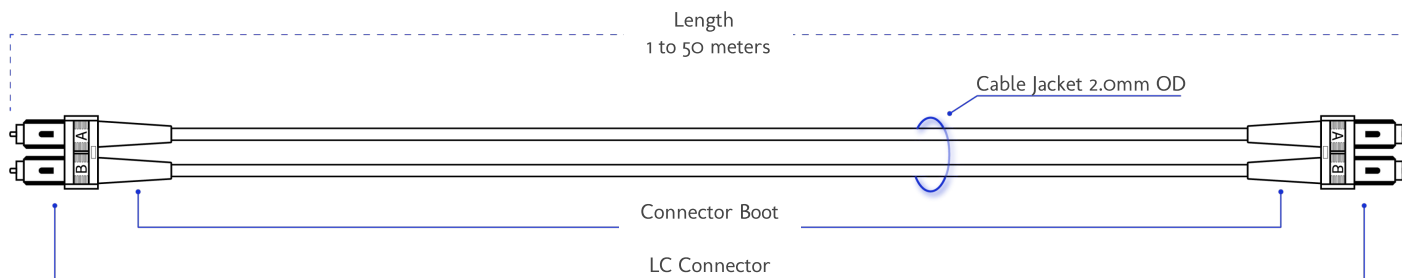 Length
1 to 50 meters
Cable Jacket 2.0mm OD
A
A
B
B
Connector Boot
LC Connector